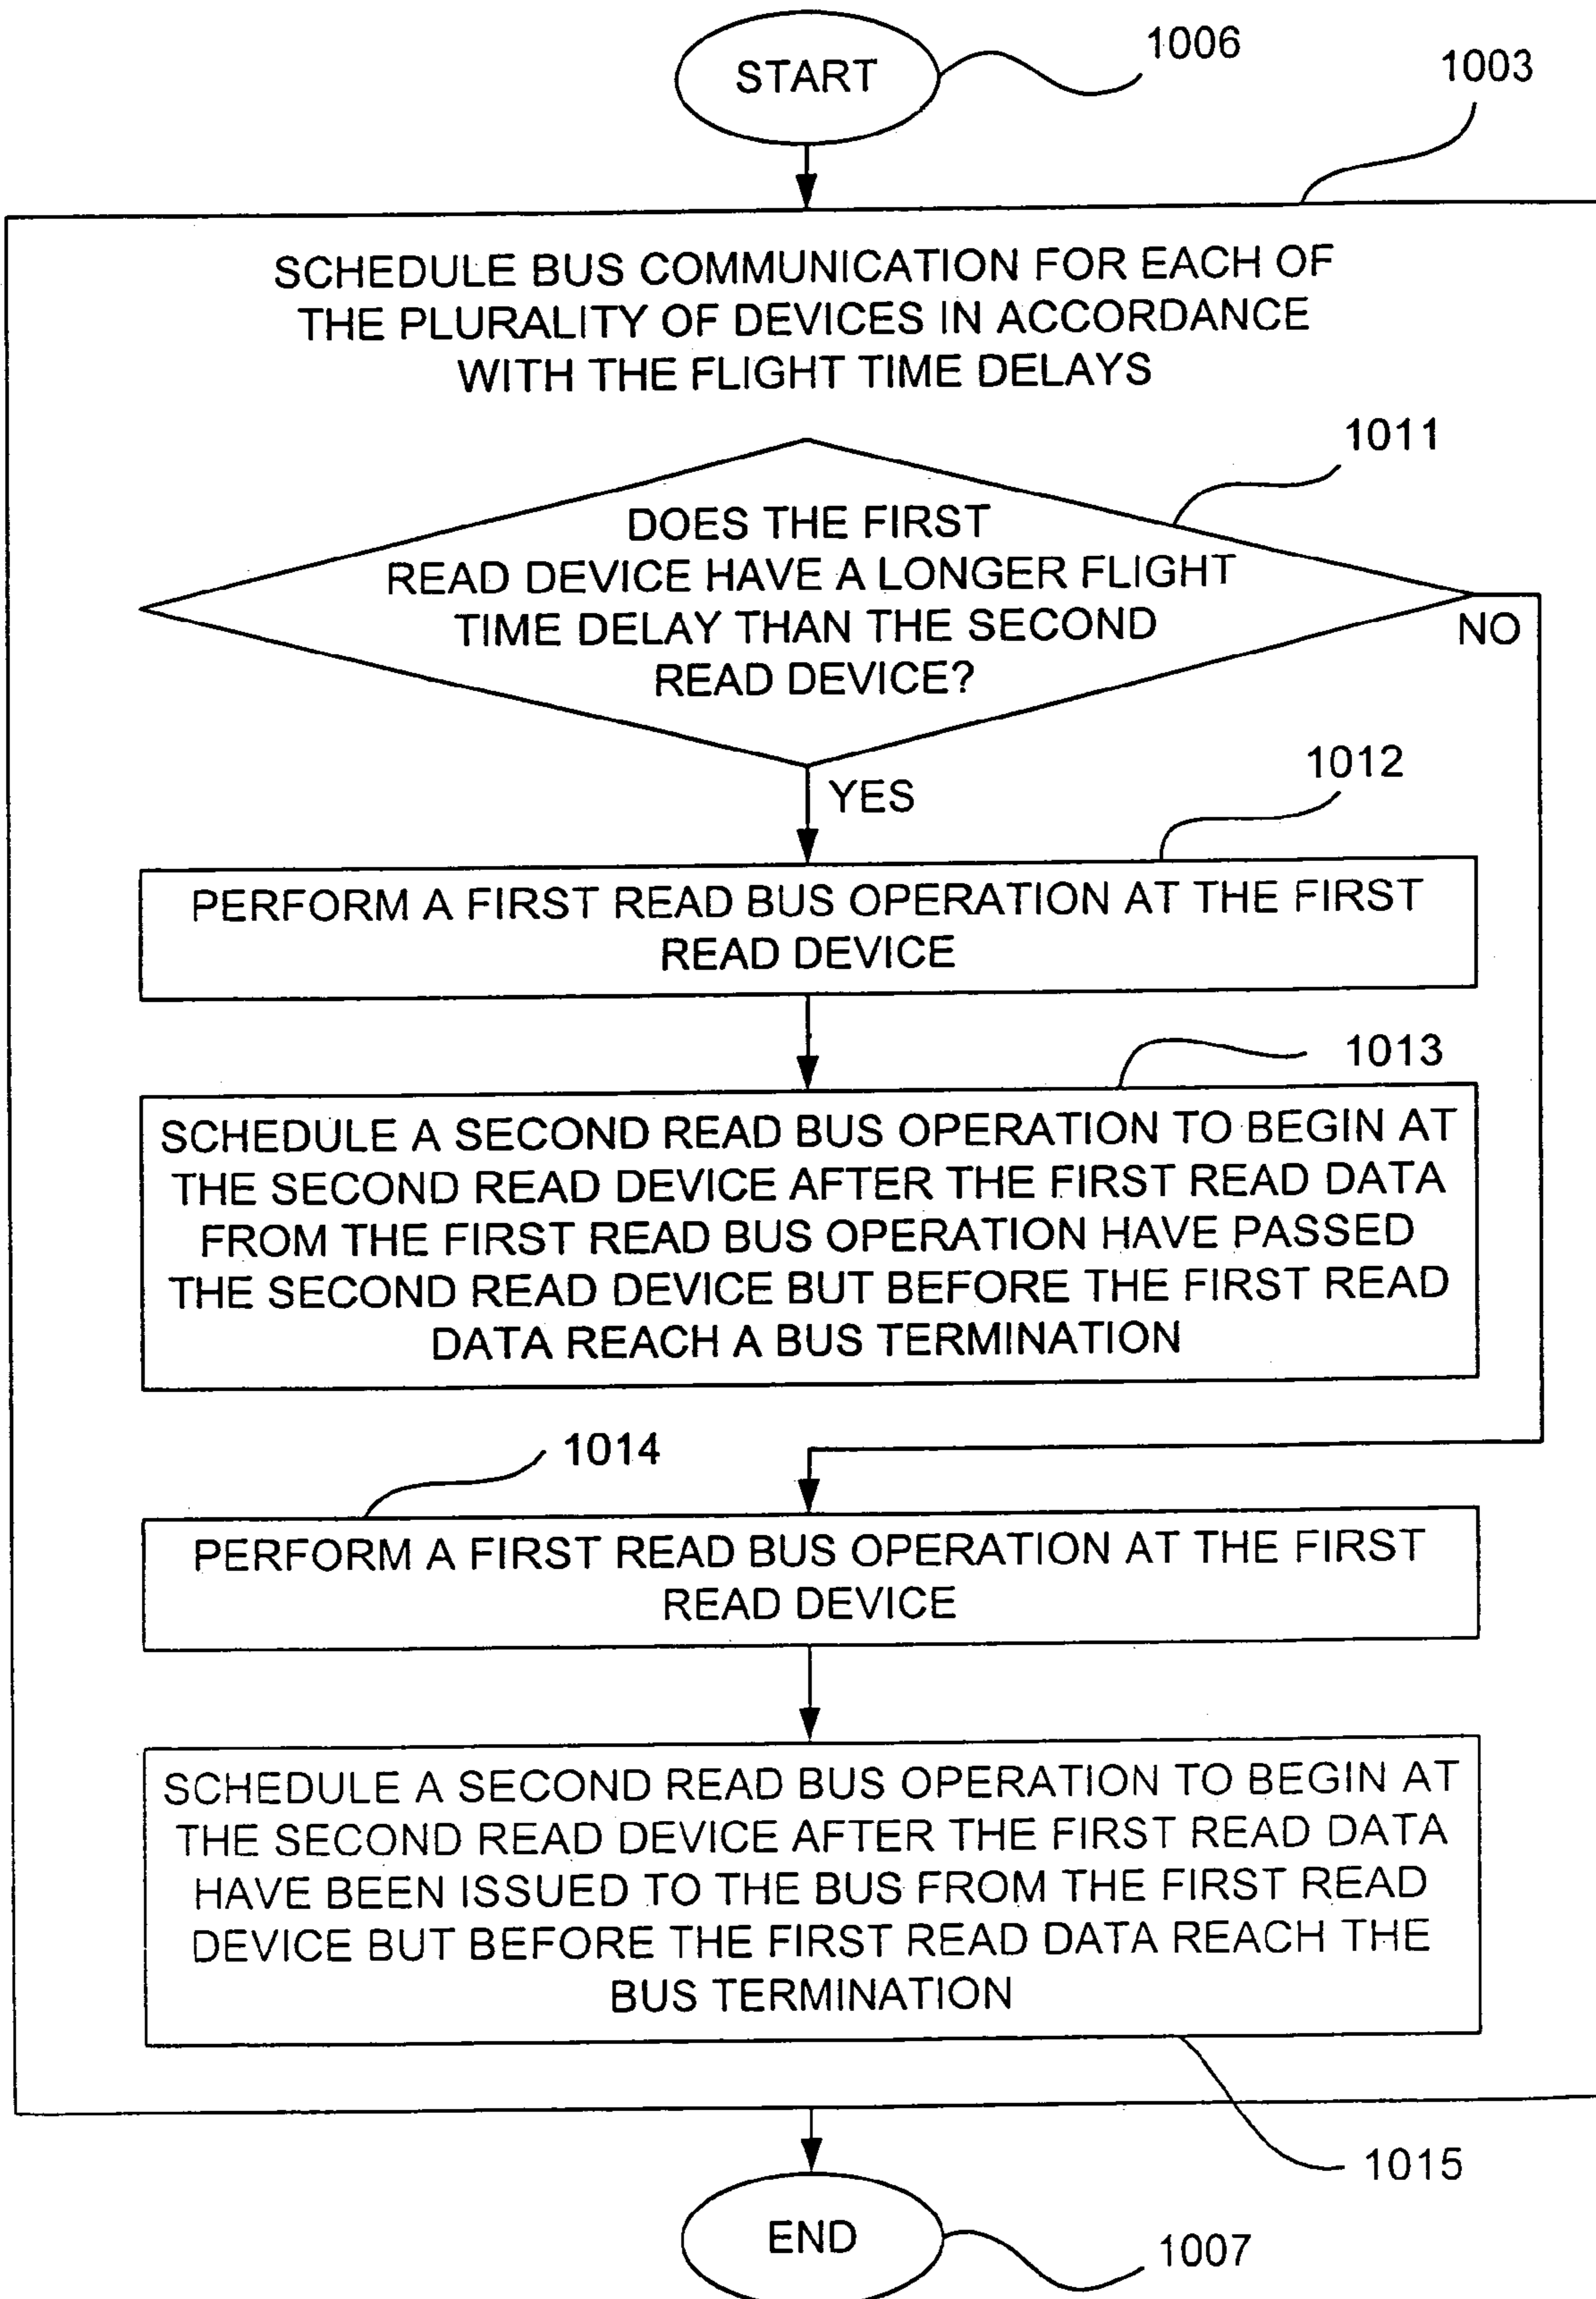 START
1006
1003
SCHEDULE BUS COMMUNICATION FOR EACH OF
THE PLURALITY OF DEVICES IN ACCORDANCE
WITH THE FLIGHT TIME DELAYS
1011
DOES THE FIRST
READ DEVICE HAVE A LONGER FLIGHT
TIME DELAY THAN THE SECOND
READ DEVICE?
NO
YES
1012
PERFORM A FIRST READ BUS OPERATION AT THE FIRST
READ DEVICE
1013
SCHEDULE A SECOND READ BUS OPERATION TO BEGIN AT
THE SECOND READ DEVICE AFTER THE FIRST READ DATA
FROM THE FIRST READ BUS OPERATION HAVE PASSED
THE SECOND READ DEVICE BUT BEFORE THE FIRST READ
DATA REACH A BUS TERMINATION
1014
PERFORM A FIRST READ BUS OPERATION AT THE FIRST
READ DEVICE
SCHEDULE A SECOND READ BUS OPERATION TO BEGIN AT
THE SECOND READ DEVICE AFTER THE FIRST READ DATA
HAVE BEEN ISSUED TO THE BUS FROM THE FIRST READ
DEVICE BUT BEFORE THE FIRST READ DATA REACH THE
BUS TERMINATION
1015
END
1007